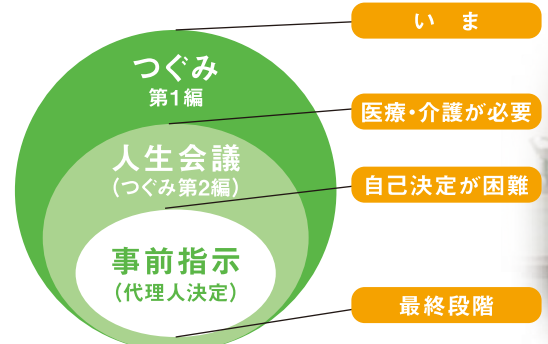 つぐみ
第1編
人生会議
(つぐみ第2編)
事前指示
(代理人決定)
いま
医療・介護が必要
自己決定が困難
最終段階